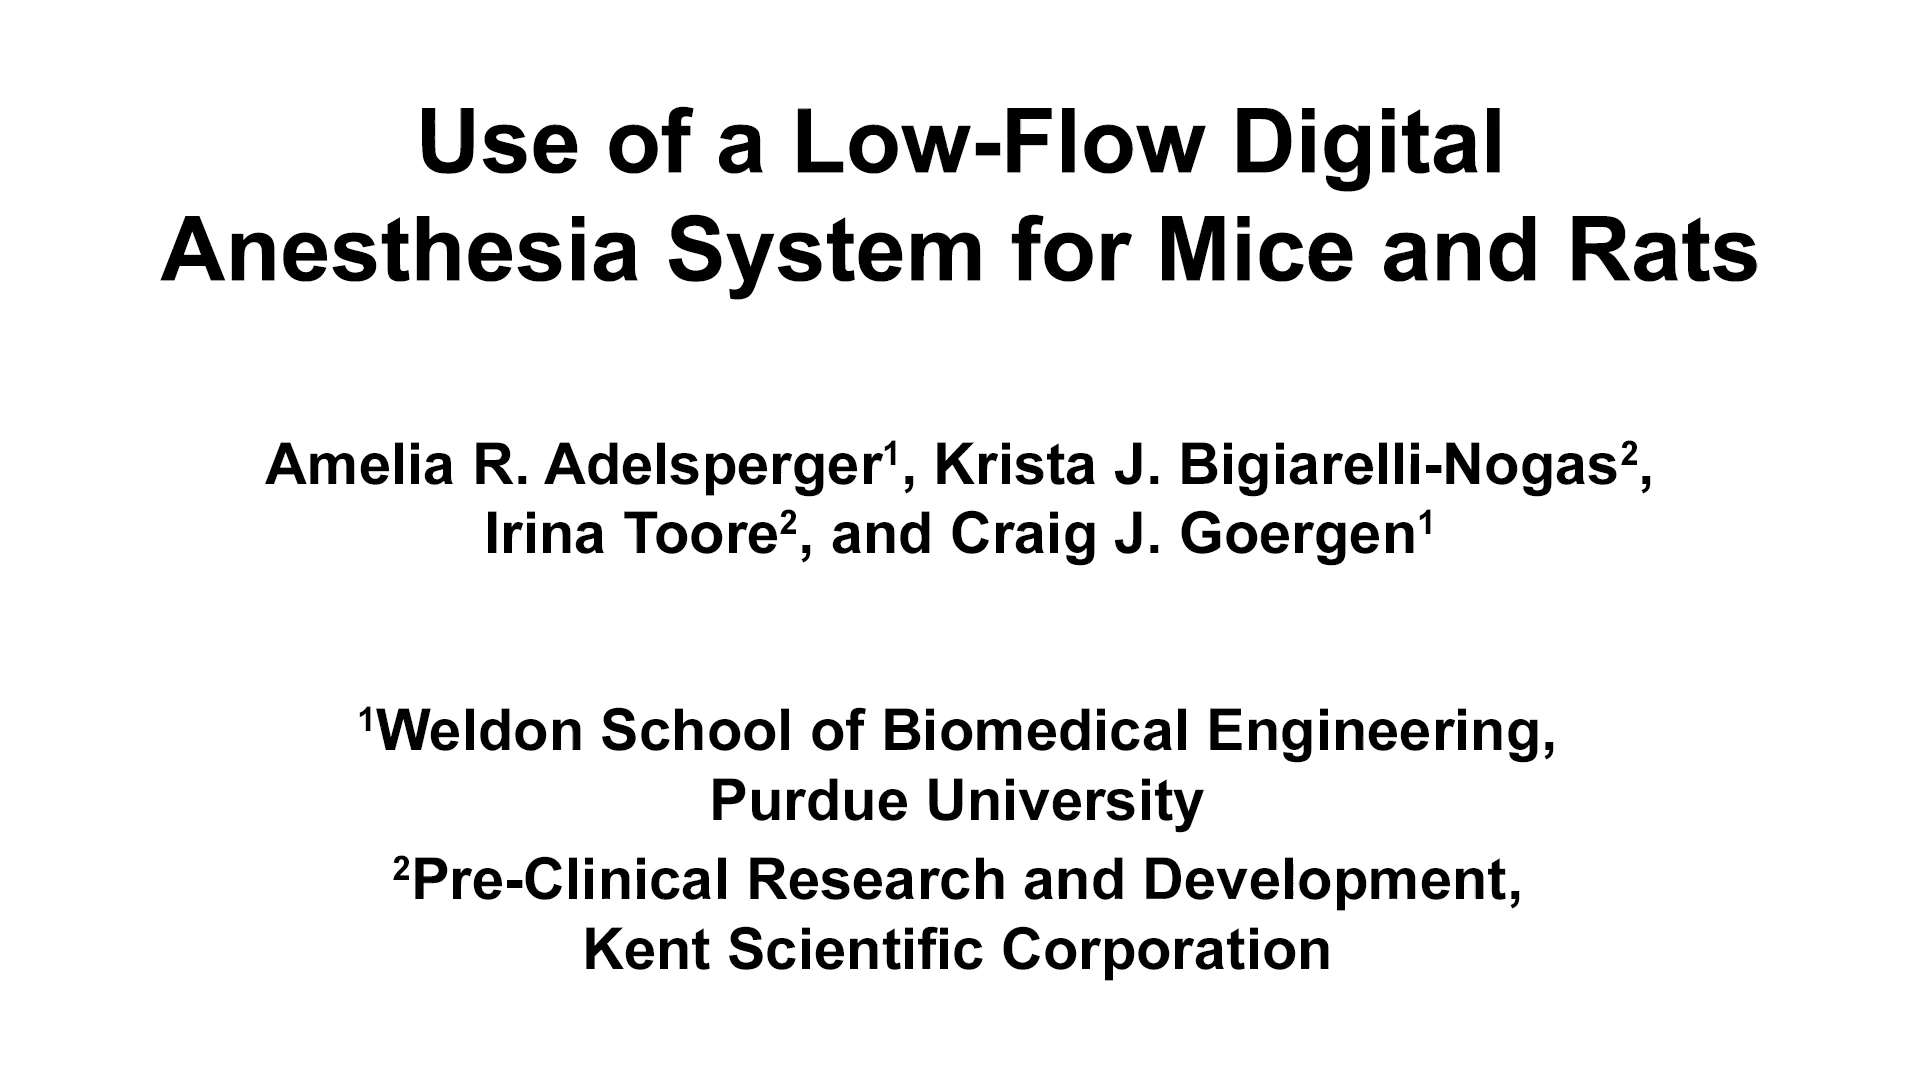 Use of a Low-Flow Digital
Anesthesia System for Mice and Rats
Amelia R. Adelsperger¹, Krista J. Bigiarelli-Nogas²,
Irina Toore², and Craig J. Goergen¹
¹Weldon School of Biomedical Engineering,
Purdue University
²Pre-Clinical Research and Development,
Kent Scientific Corporation